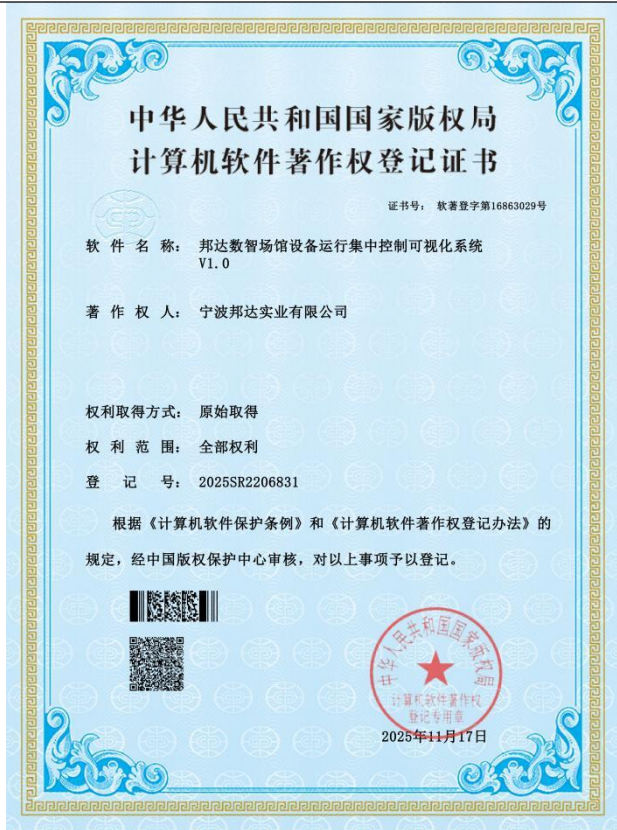 中华人民共和国国家版权局
计算机软件著作权登记证书
证书号： 软著登字第16863029号
软 件 名 称： 邦达数智场馆设备运行集中控制可视化系统
V1.0
著 作 权 人： 宁波邦达实业有限公司
权利取得方式： 原始取得
权 利 范 围： 全部权利
登 记 号： 2025SR2206831
根据《计算机软件保护条例》和《计算机软件著作权登记办法》的
规定，经中国版权保护中心审核，对以上事项予以登记。
中华人民共和国国家版权局
计算机软件著作权
登记专用章
2025年11月17日